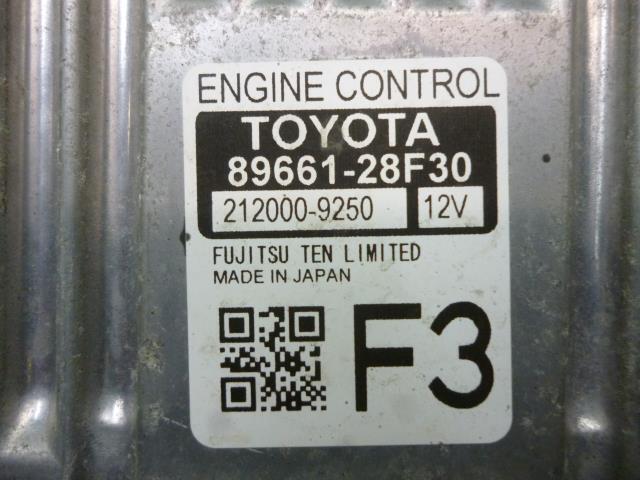 ENGINE CONTROL
TOYOTA
89661-28F30
212000-9250 12V
FUJITSU TEN LIMITED
MADE IN JAPAN
F3